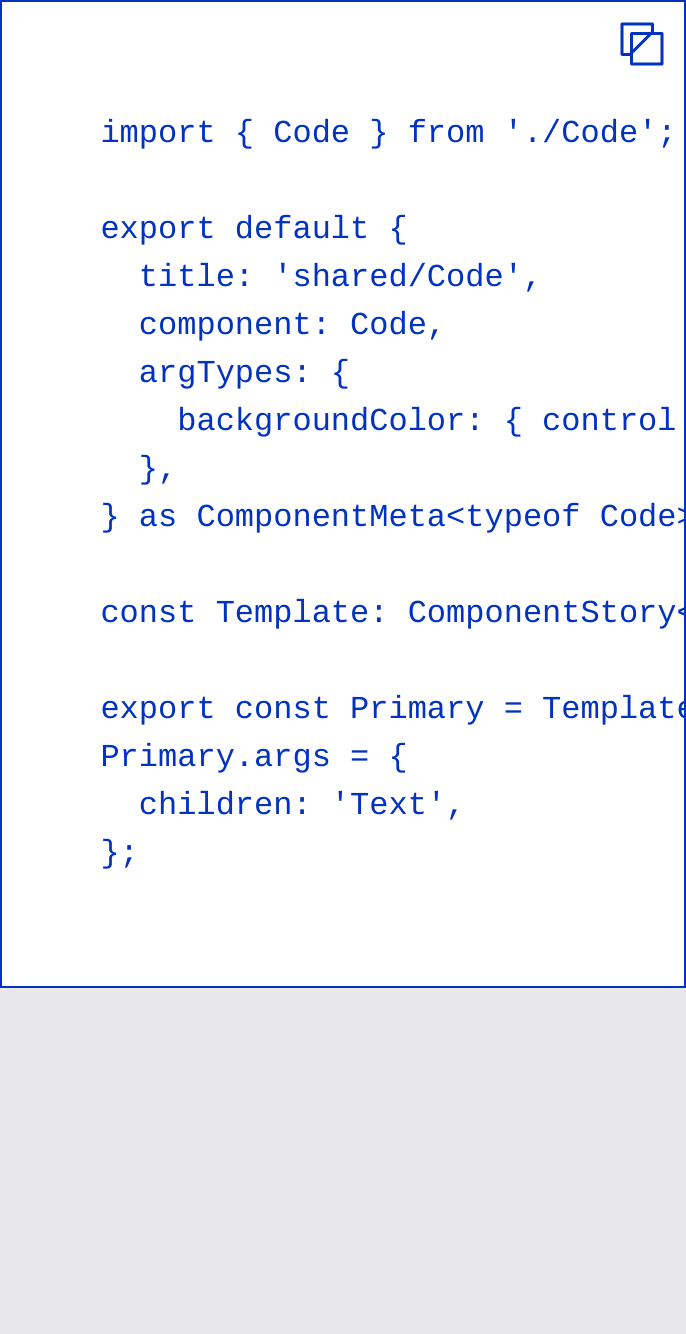 import { Code } from './Code';
export default {
title: 'shared/Code',
component: Code,
argTypes: {
backgroundColor: { control
},
} as ComponentMeta<typeof Code>
const Template: ComponentStory<
export const Primary = Template
Primary.args = {
children: 'Text',
};